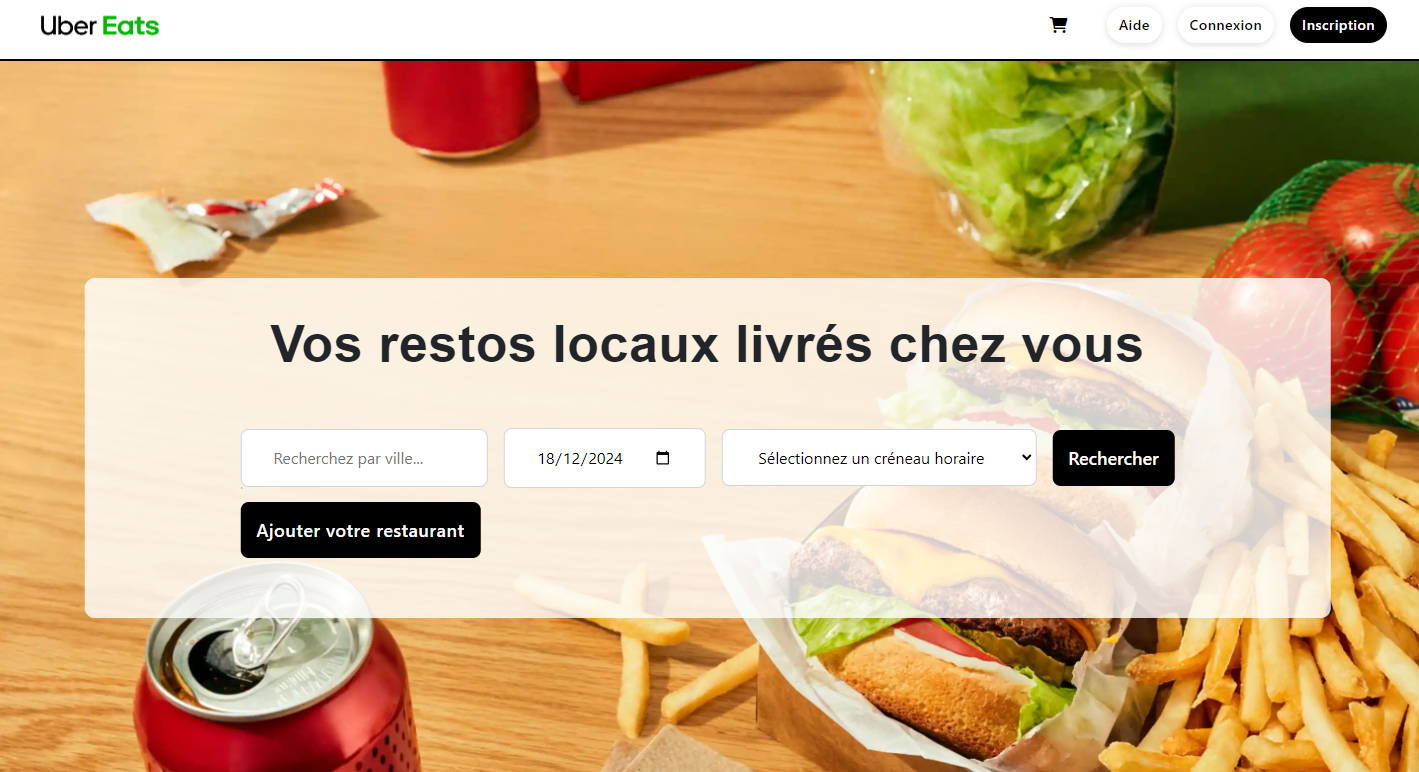 Uber Eats
Aide
Connexion
Inscription
Vos restos locaux livrés chez vous
Recherchez par ville...
18/12/2024
Sélectionnez un créneau horaire
Rechercher
Ajouter votre restaurant